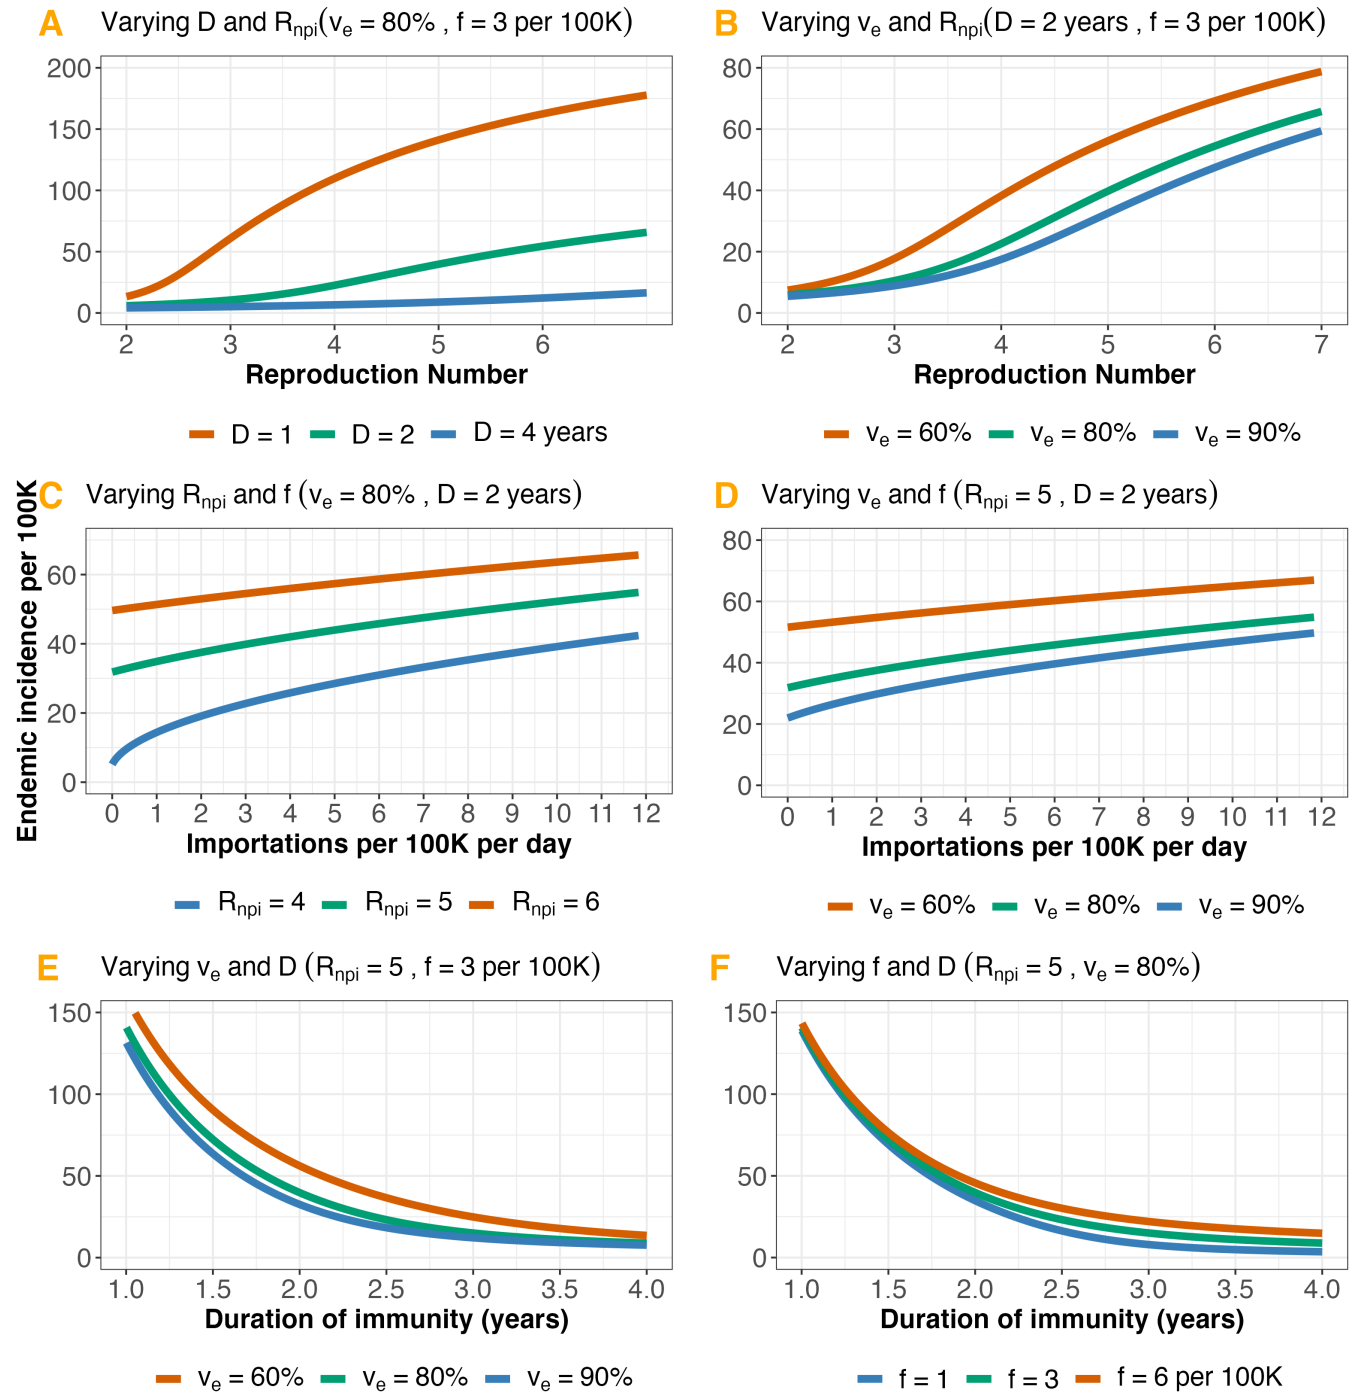 A Varying D and Rnpi(ve = 80% , f = 3 per 100K)
200
150
100
50
0
2 3 4 5 6
Reproduction Number
D = 1 D = 2 D = 4 years
B Varying ve and Rnpi(D = 2 years , f = 3 per 100K)
80
60
40
20
0
2 3 4 5 6 7
Reproduction Number
ve = 60% ve = 80% ve = 90%
Endemic incidence per 100K
C Varying Rnpi and f (ve = 80% , D = 2 years)
60
40
20
0
0 1 2 3 4 5 6 7 8 9 10 11 12
Importations per 100K per day
Rnpi = 4 Rnpi = 5 Rnpi = 6
D Varying ve and f (Rnpi = 5 , D = 2 years)
80
60
40
20
0
0 1 2 3 4 5 6 7 8 9 10 11 12
Importations per 100K per day
ve = 60% ve = 80% ve = 90%
E Varying ve and D (Rnpi = 5 , f = 3 per 100K)
150
100
50
0
1.0 1.5 2.0 2.5 3.0 3.5 4.0
Duration of immunity (years)
ve = 60% ve = 80% ve = 90%
F Varying f and D (Rnpi = 5 , ve = 80%)
150
100
50
0
1.0 1.5 2.0 2.5 3.0 3.5 4.0
Duration of immunity (years)
f = 1 f = 3 f = 6 per 100K